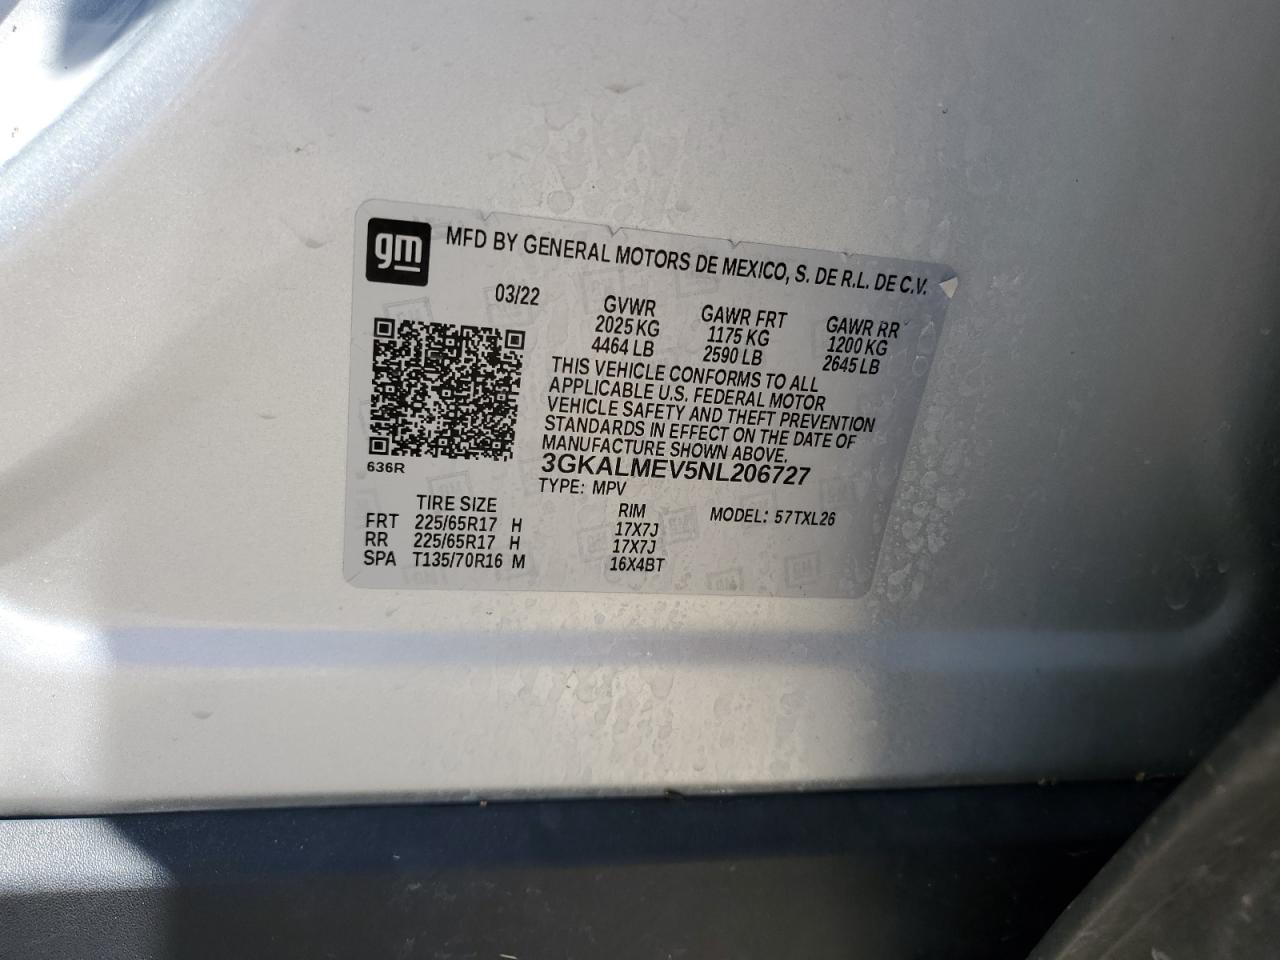 gm
MFD BY GENERAL MOTORS DE MEXICO, S. DE R.L. DE C.V.
03/22
GVWR GAWR FRT GAWR RR
2025 KG 1175 KG 1200 KG
4464 LB 2590 LB 2645 LB
THIS VEHICLE CONFORMS TO ALL
APPLICABLE U.S. FEDERAL MOTOR
VEHICLE SAFETY AND THEFT PREVENTION
STANDARDS IN EFFECT ON THE DATE OF
MANUFACTURE SHOWN ABOVE.
636R
3GKALMEV5NL206727
TYPE: MPV
MODEL: 57TXL26
TIRE SIZE RIM
FRT 225/65R17 H 17X7J
RR 225/65R17 H 17X7J
SPA T135/70R16 M 16X4BT